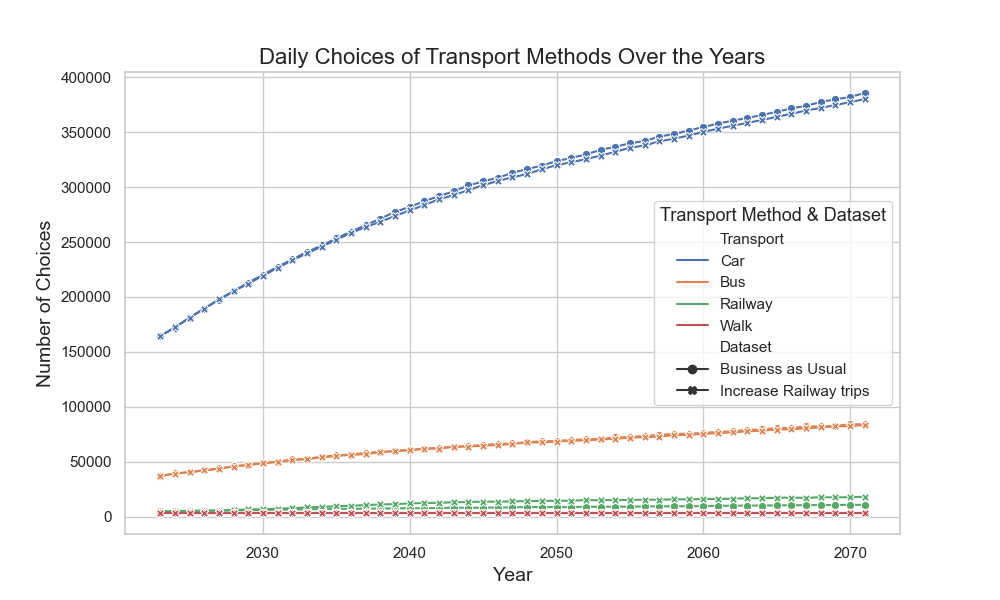 Daily Choices of Transport Methods Over the Years
400000
350000
300000
250000
200000
150000
100000
50000
0
Number of Choices
Transport Method & Dataset
Transport
Car
Bus
Railway
Walk
Dataset
Business as Usual
Increase Railway trips
2030
2040
2050
2060
2070
Year